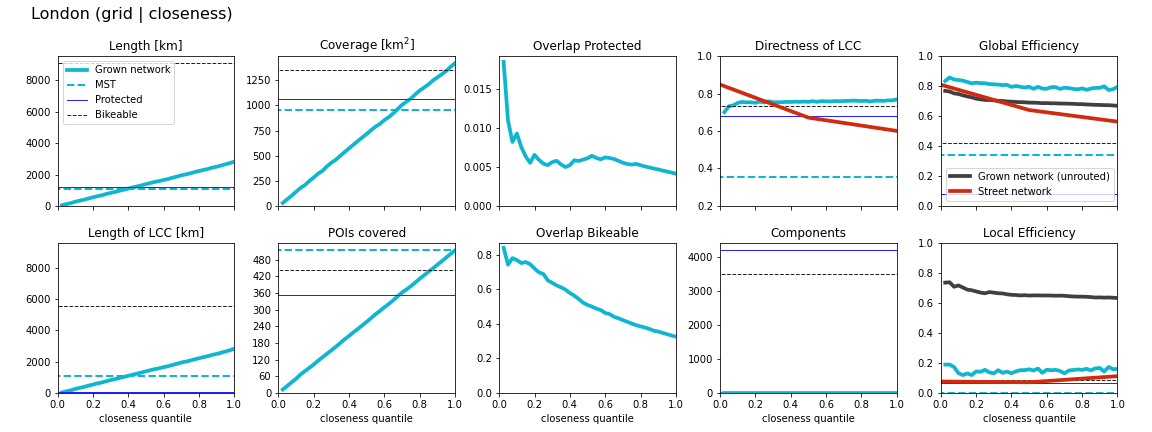 London (grid | closeness)
Length [km]
8000
6000
4000
2000
0
Grown network
MST
Protected
Bikeable
Coverage [km²]
1250
1000
750
500
250
0
Overlap Protected
0.015
0.010
0.005
0.000
Directness of LCC
1.0
0.8
0.6
0.4
0.2
Global Efficiency
1.0
0.8
0.6
0.4
0.2
0.0
Grown network (unrouted)
Street network
Length of LCC [km]
8000
6000
4000
2000
0
0.0 0.2 0.4 0.6 0.8 1.0
closeness quantile
POIs covered
480
420
360
300
240
180
120
60
0
0.0 0.2 0.4 0.6 0.8 1.0
closeness quantile
Overlap Bikeable
0.8
0.6
0.4
0.2
0.0
0.0 0.2 0.4 0.6 0.8 1.0
closeness quantile
Components
4000
3000
2000
1000
0
0.0 0.2 0.4 0.6 0.8 1.0
closeness quantile
Local Efficiency
1.0
0.8
0.6
0.4
0.2
0.0
0.0 0.2 0.4 0.6 0.8 1.0
closeness quantile